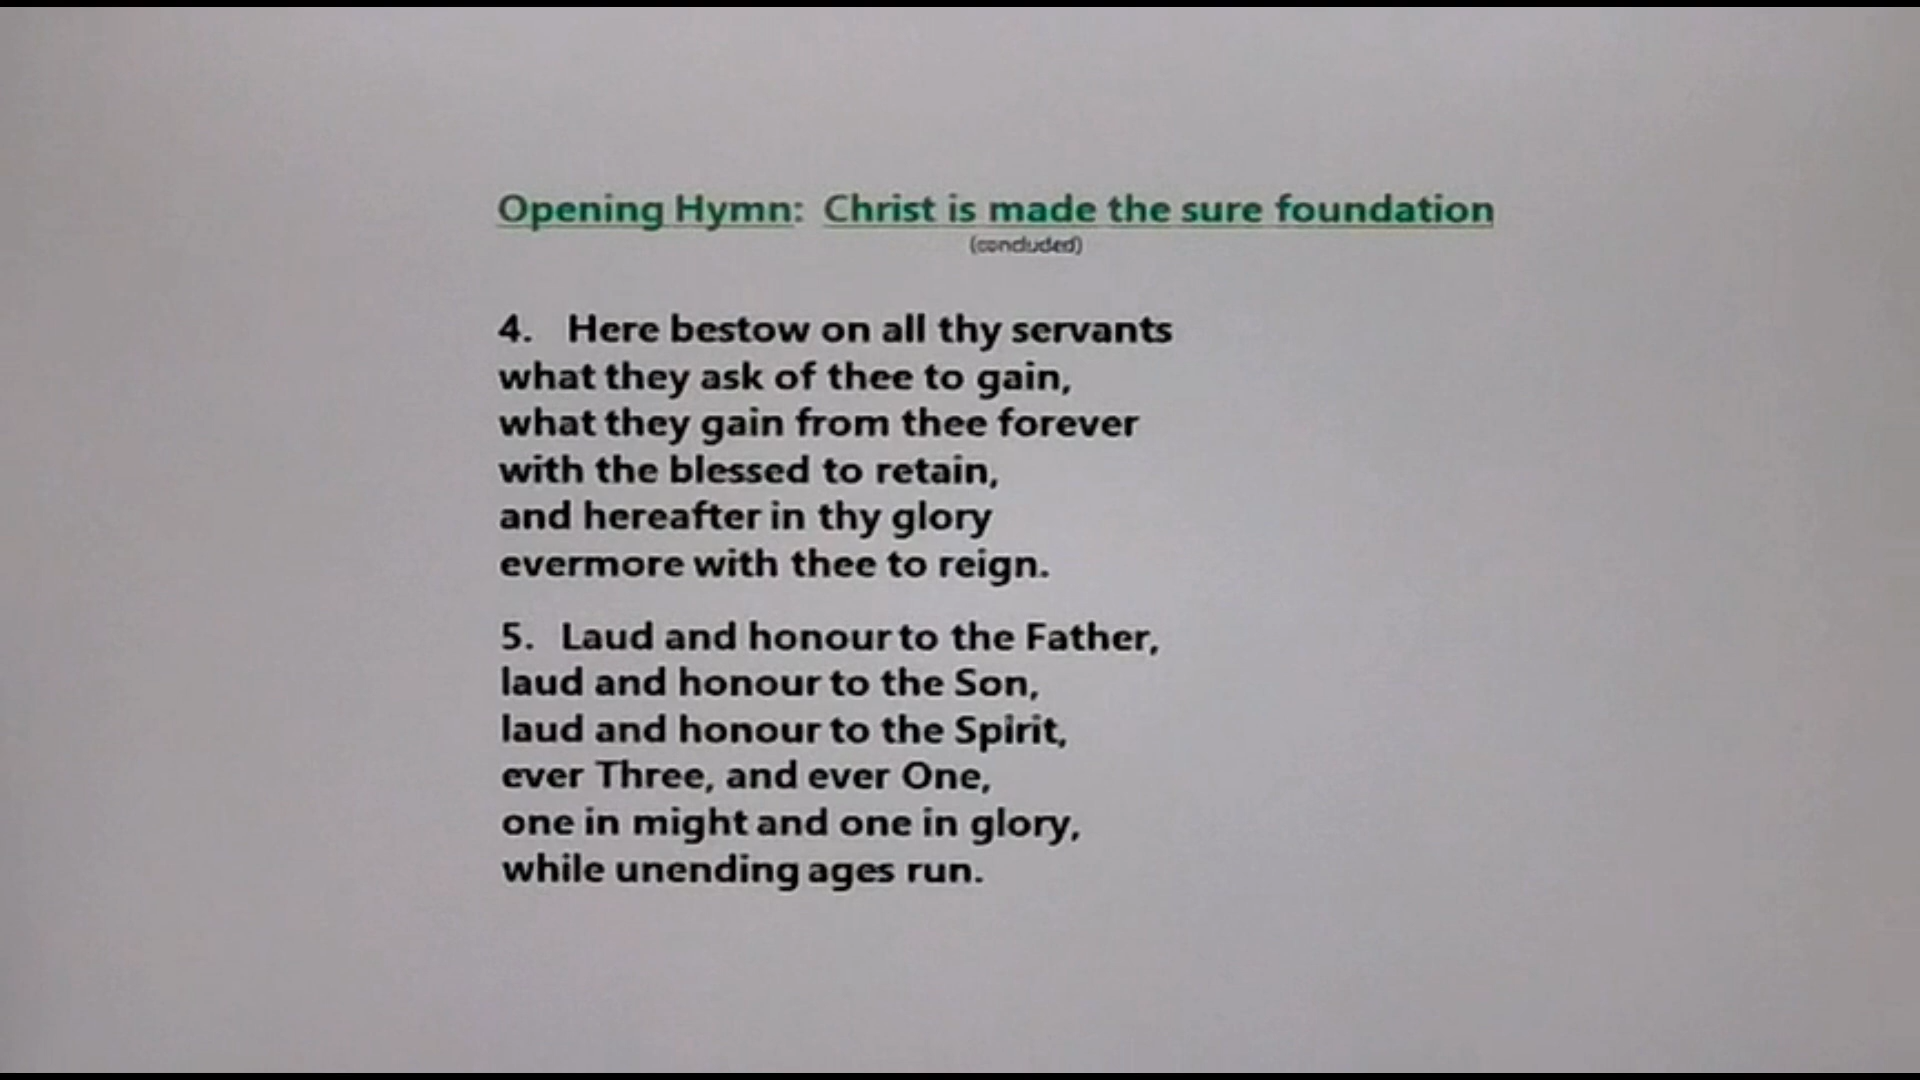 Opening Hymn: Christ is made the sure foundation
(concluded)
4. Here bestow on all thy servants
what they ask of thee to gain,
what they gain from thee forever
with the blessed to retain,
and hereafter in thy glory
evermore with thee to reign.
5. Laud and honour to the Father,
laud and honour to the Son,
laud and honour to the Spirit,
ever Three, and ever One,
one in might and one in glory,
while unending ages run.